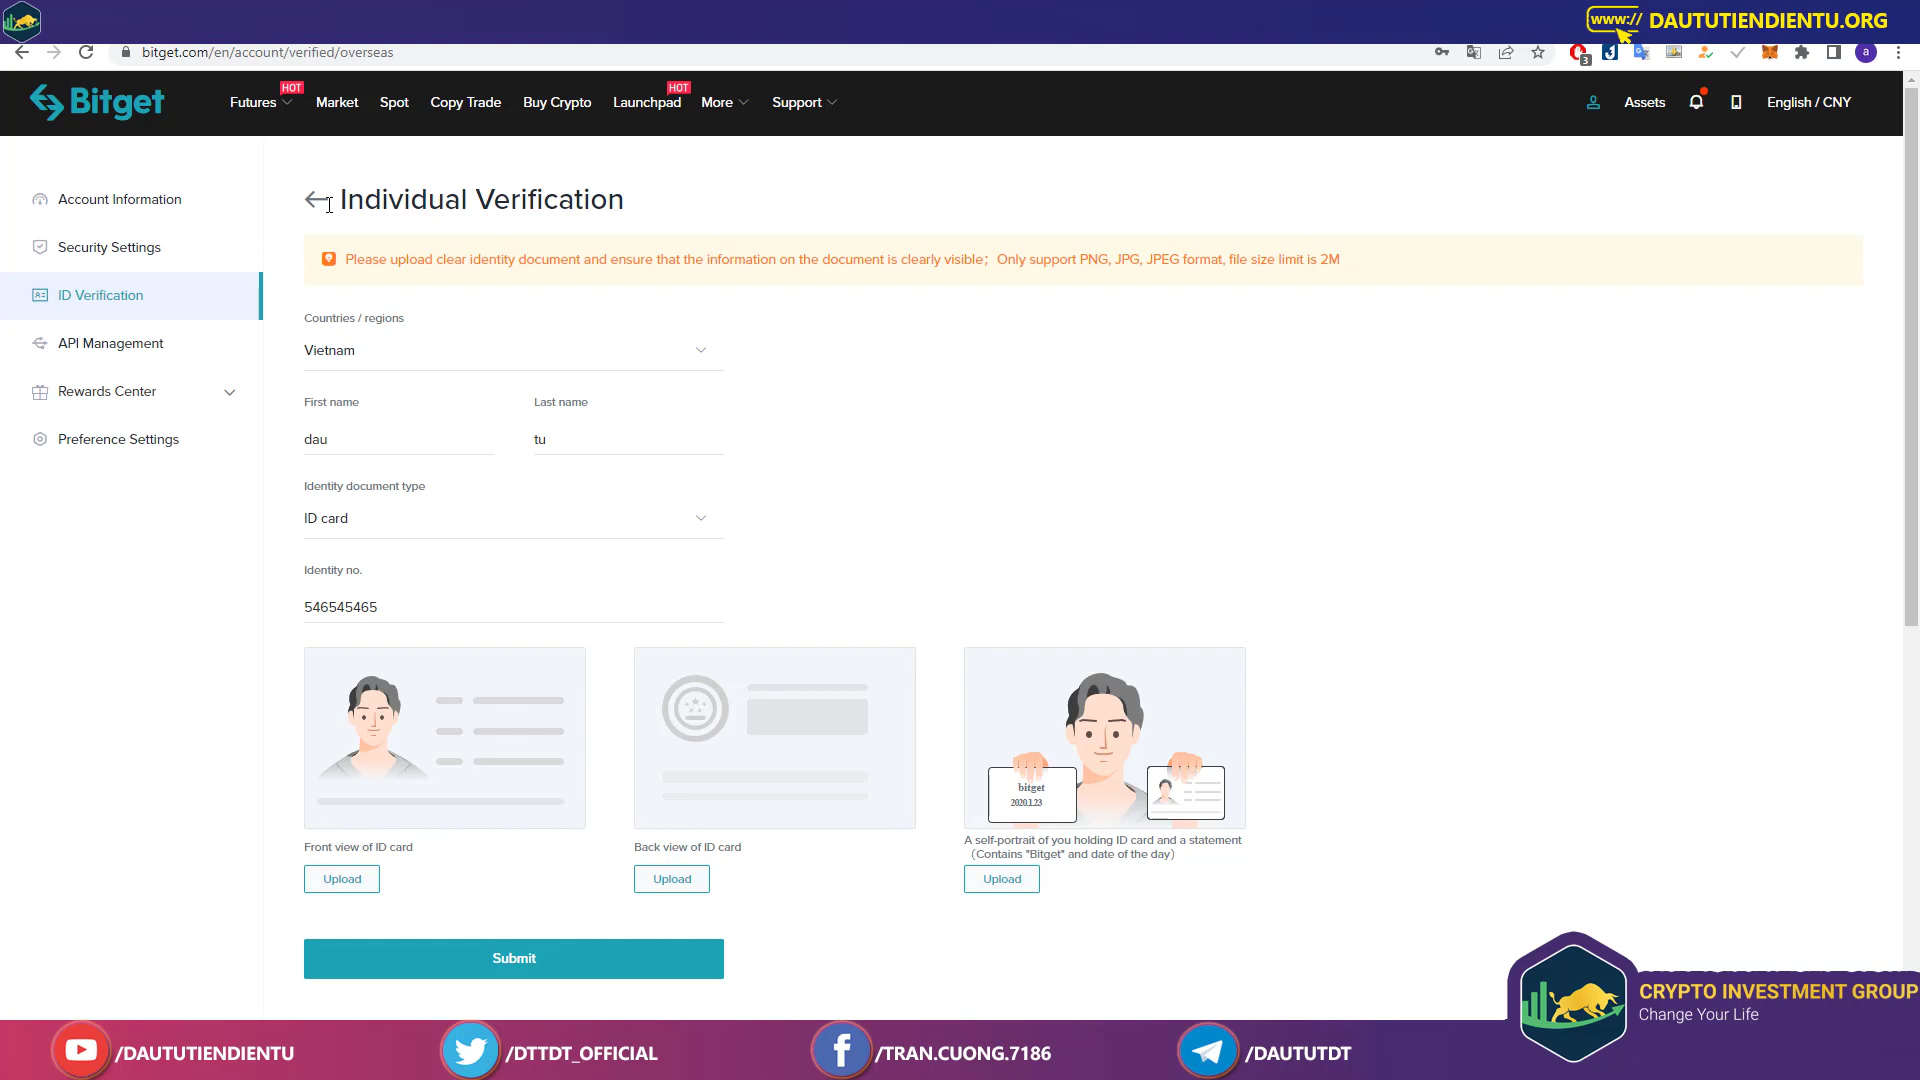 www://
DAUTUTIENDIENTU.ORG
bitget.com/en/account/verified/overseas
3
a
Bitget
Futures
HOT
Market
Spot
Copy Trade
Buy Crypto
Launchpad
HOT
More
Support
Assets
English / CNY
Account Information
Security Settings
ID Verification
API Management
Rewards Center
Preference Settings
Individual Verification
Please upload clear identity document and ensure that the information on the document is clearly visible；Only support PNG, JPG, JPEG format, file size limit is 2M
Countries / regions
Vietnam
First name
Last name
dau
tu
Identity document type
ID card
Identity no.
546545465
bitget
2020.1.23
Front view of ID card
Back view of ID card
A self-portrait of you holding ID card and a statement
（Contains "Bitget" and date of the day）
Upload
Upload
Upload
Submit
CRYPTO INVESTMENT GROUP
Change Your Life
/DAUTUTIENDIENTU
/DTTDT_OFFICIAL
/TRAN.CUONG.7186
/DAUTUTDT